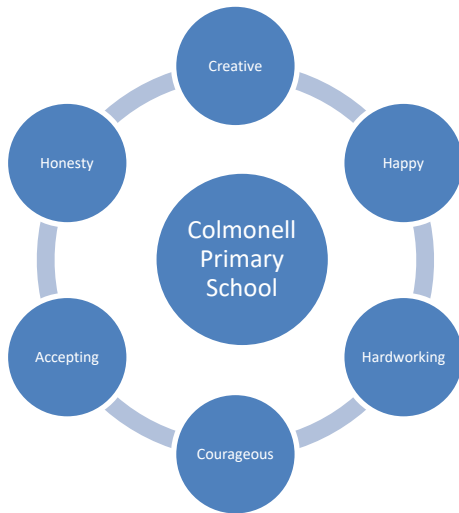 Creative
Honesty
Happy
Colmonell
Primary
School
Accepting
Hardworking
Courageous